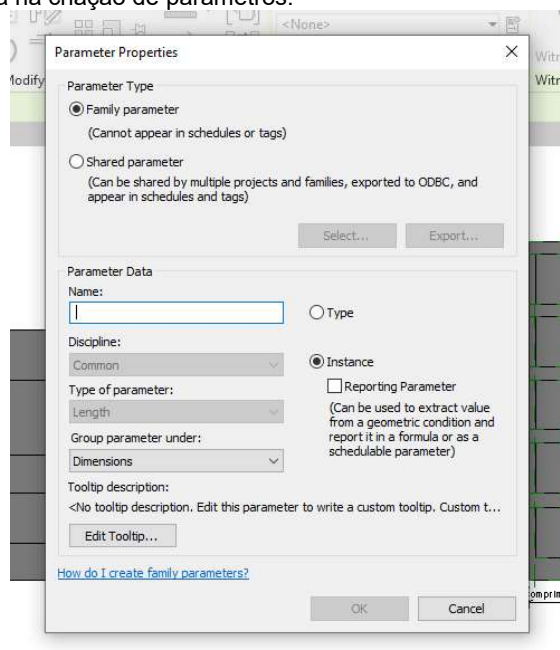 na criação de parâmetros.
<None>
Parameter Properties
Modify
Witr
Parameter Type
Family parameter
(Cannot appear in schedules or tags)
Shared parameter
(Can be shared by multiple projects and families, exported to ODBC, and
appear in schedules and tags)
Select... Export...
Parameter Data
Name:
Type
Discipline:
Common
Instance
Type of parameter:
Reporting Parameter
Length
(Can be used to extract value
from a geometric condition and
report it in a formula or as a
schedulable parameter)
Group parameter under:
Dimensions
Tooltip description:
<No tooltip description. Edit this parameter to write a custom tooltip. Custom t...
Edit Tooltip...
How do I create family parameters?
OK Cancel